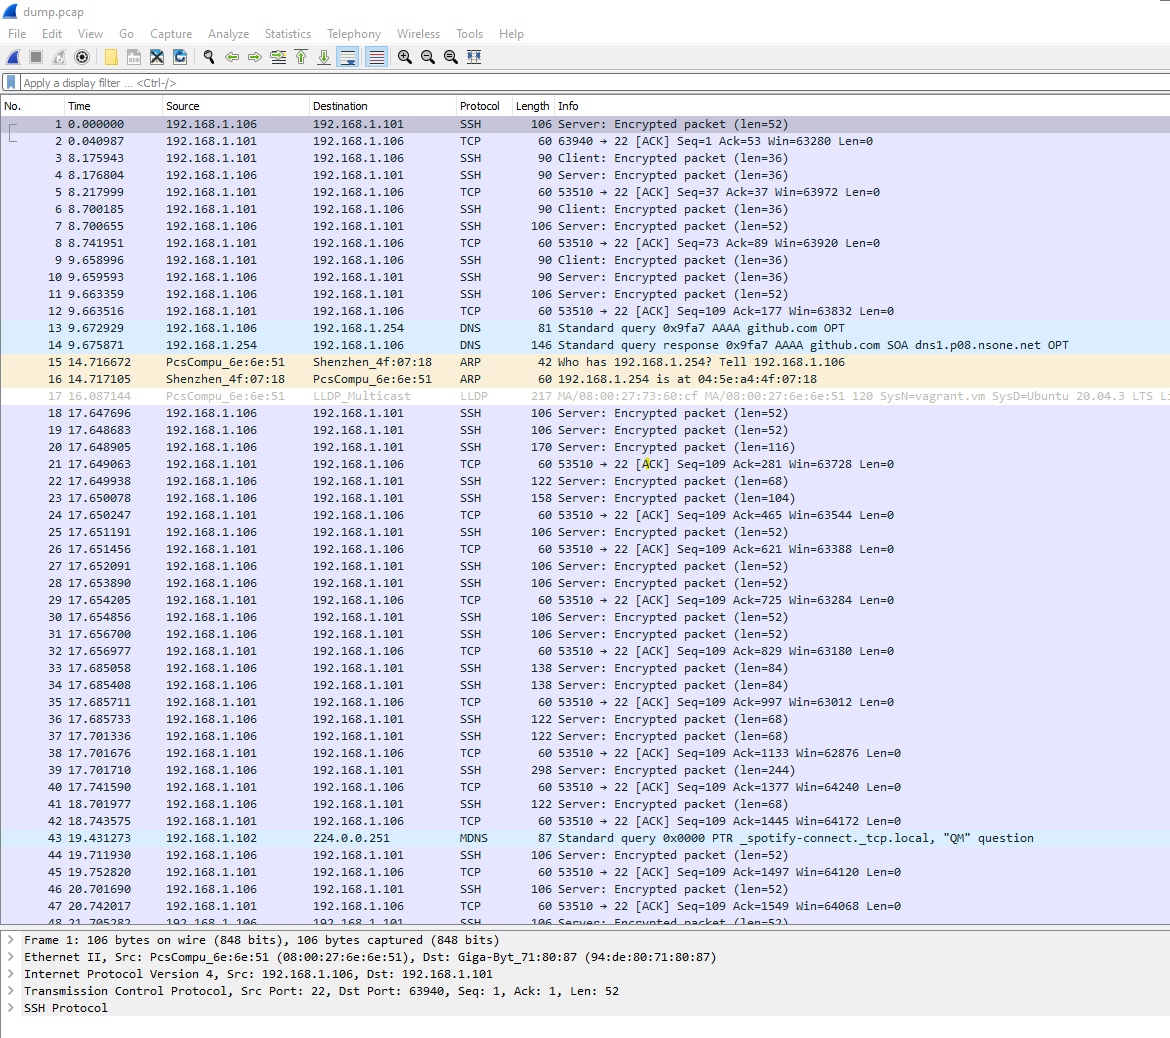 dump.pcap
File Edit View Go Capture Analyze Statistics Telephony Wireless Tools Help
Apply a display filter ... <Ctrl-/>
No. Time Source Destination Protocol Length Info
1 0.000000 192.168.1.106 192.168.1.101 SSH 106 Server: Encrypted packet (len=52)
2 0.040987 192.168.1.101 192.168.1.106 TCP 60 63940 → 22 [ACK] Seq=1 Ack=53 Win=63280 Len=0
3 8.175943 192.168.1.101 192.168.1.106 SSH 90 Client: Encrypted packet (len=36)
4 8.176804 192.168.1.106 192.168.1.101 SSH 90 Server: Encrypted packet (len=36)
5 8.217999 192.168.1.101 192.168.1.106 TCP 60 53510 → 22 [ACK] Seq=37 Ack=37 Win=63972 Len=0
6 8.700185 192.168.1.101 192.168.1.106 SSH 90 Client: Encrypted packet (len=36)
7 8.700655 192.168.1.106 192.168.1.101 SSH 106 Server: Encrypted packet (len=52)
8 8.741951 192.168.1.101 192.168.1.106 TCP 60 53510 → 22 [ACK] Seq=73 Ack=89 Win=63920 Len=0
9 9.658996 192.168.1.101 192.168.1.106 SSH 90 Client: Encrypted packet (len=36)
10 9.659593 192.168.1.106 192.168.1.101 SSH 90 Server: Encrypted packet (len=36)
11 9.663359 192.168.1.106 192.168.1.101 SSH 106 Server: Encrypted packet (len=52)
12 9.663516 192.168.1.101 192.168.1.106 TCP 60 53510 → 22 [ACK] Seq=109 Ack=177 Win=63832 Len=0
13 9.672929 192.168.1.106 192.168.1.254 DNS 81 Standard query 0x9fa7 AAAA github.com OPT
14 9.675871 192.168.1.254 192.168.1.106 DNS 146 Standard query response 0x9fa7 AAAA github.com SOA dns1.p08.nsone.net OPT
15 14.716672 PcsCompu_6e:6e:51 Shenzhen_4f:07:18 ARP 42 Who has 192.168.1.254? Tell 192.168.1.106
16 14.717105 Shenzhen_4f:07:18 PcsCompu_6e:6e:51 ARP 60 192.168.1.254 is at 04:5e:a4:4f:07:18
17 16.087144 PcsCompu_6e:6e:51 LLDP_Multicast LLDP 217 MA/08:00:27:73:60:cf MA/08:00:27:6e:6e:51 120 SysN=vagrant.vm SysD=Ubuntu 20.04.3 LTS Li
18 17.647696 192.168.1.106 192.168.1.101 SSH 106 Server: Encrypted packet (len=52)
19 17.648683 192.168.1.106 192.168.1.101 SSH 106 Server: Encrypted packet (len=52)
20 17.648905 192.168.1.106 192.168.1.101 SSH 170 Server: Encrypted packet (len=116)
21 17.649063 192.168.1.101 192.168.1.106 TCP 60 53510 → 22 [ACK] Seq=109 Ack=281 Win=63728 Len=0
22 17.649938 192.168.1.106 192.168.1.101 SSH 122 Server: Encrypted packet (len=68)
23 17.650078 192.168.1.106 192.168.1.101 SSH 158 Server: Encrypted packet (len=104)
24 17.650247 192.168.1.101 192.168.1.106 TCP 60 53510 → 22 [ACK] Seq=109 Ack=465 Win=63544 Len=0
25 17.651191 192.168.1.106 192.168.1.101 SSH 106 Server: Encrypted packet (len=52)
26 17.651456 192.168.1.101 192.168.1.106 TCP 60 53510 → 22 [ACK] Seq=109 Ack=621 Win=63388 Len=0
27 17.652091 192.168.1.106 192.168.1.101 SSH 106 Server: Encrypted packet (len=52)
28 17.653890 192.168.1.106 192.168.1.101 SSH 106 Server: Encrypted packet (len=52)
29 17.654205 192.168.1.101 192.168.1.106 TCP 60 53510 → 22 [ACK] Seq=109 Ack=725 Win=63284 Len=0
30 17.654856 192.168.1.106 192.168.1.101 SSH 106 Server: Encrypted packet (len=52)
31 17.656700 192.168.1.106 192.168.1.101 SSH 106 Server: Encrypted packet (len=52)
32 17.656977 192.168.1.101 192.168.1.106 TCP 60 53510 → 22 [ACK] Seq=109 Ack=829 Win=63180 Len=0
33 17.685058 192.168.1.106 192.168.1.101 SSH 138 Server: Encrypted packet (len=84)
34 17.685408 192.168.1.106 192.168.1.101 SSH 138 Server: Encrypted packet (len=84)
35 17.685711 192.168.1.101 192.168.1.106 TCP 60 53510 → 22 [ACK] Seq=109 Ack=997 Win=63012 Len=0
36 17.685733 192.168.1.106 192.168.1.101 SSH 122 Server: Encrypted packet (len=68)
37 17.701336 192.168.1.106 192.168.1.101 SSH 122 Server: Encrypted packet (len=68)
38 17.701676 192.168.1.101 192.168.1.106 TCP 60 53510 → 22 [ACK] Seq=109 Ack=1133 Win=62876 Len=0
39 17.701710 192.168.1.106 192.168.1.101 SSH 298 Server: Encrypted packet (len=244)
40 17.741590 192.168.1.101 192.168.1.106 TCP 60 53510 → 22 [ACK] Seq=109 Ack=1377 Win=64240 Len=0
41 18.701977 192.168.1.106 192.168.1.101 SSH 122 Server: Encrypted packet (len=68)
42 18.743575 192.168.1.101 192.168.1.106 TCP 60 53510 → 22 [ACK] Seq=109 Ack=1445 Win=64172 Len=0
43 19.431273 192.168.1.102 224.0.0.251 MDNS 87 Standard query 0x0000 PTR _spotify-connect._tcp.local, "QM" question
44 19.711930 192.168.1.106 192.168.1.101 SSH 106 Server: Encrypted packet (len=52)
45 19.752820 192.168.1.101 192.168.1.106 TCP 60 53510 → 22 [ACK] Seq=109 Ack=1497 Win=64120 Len=0
46 20.701690 192.168.1.106 192.168.1.101 SSH 106 Server: Encrypted packet (len=52)
47 20.742017 192.168.1.101 192.168.1.106 TCP 60 53510 → 22 [ACK] Seq=109 Ack=1549 Win=64068 Len=0
48 21.705282 192.168.1.106 192.168.1.101 SSH 106 Server: Encrypted packet (len=52)
Frame 1: 106 bytes on wire (848 bits), 106 bytes captured (848 bits)
Ethernet II, Src: PcsCompu_6e:6e:51 (08:00:27:6e:6e:51), Dst: Giga-Byt_71:80:87 (94:de:80:71:80:87)
Internet Protocol Version 4, Src: 192.168.1.106, Dst: 192.168.1.101
Transmission Control Protocol, Src Port: 22, Dst Port: 63940, Seq: 1, Ack: 1, Len: 52
SSH Protocol